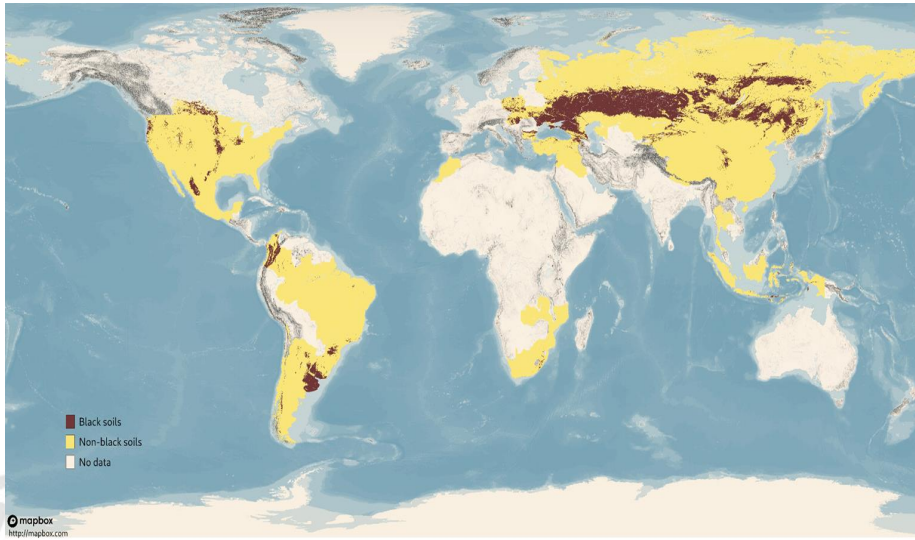 Black soils
Non-black soils
No data
mapbox
http://mapbox.com